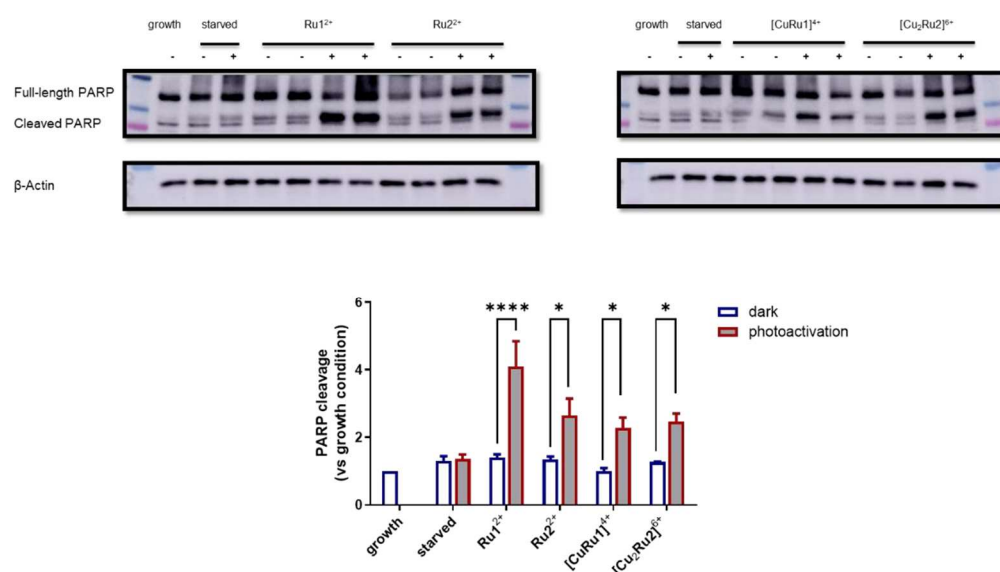 growth starved Ru1²⁺ Ru2²⁺ growth starved [CuRu1]⁴⁺ [Cu₂Ru2]⁶⁺
- - + - - + + - - + + - - + - - + + - - + +
Full-length PARP
Cleaved PARP
β-Actin
6
4
2
0
PARP cleavage
(vs growth condition)
**** * * *
dark
photoactivation
growth starved Ru1²⁺ Ru2²⁺ [CuRu1]⁴⁺ [Cu₂Ru2]⁶⁺